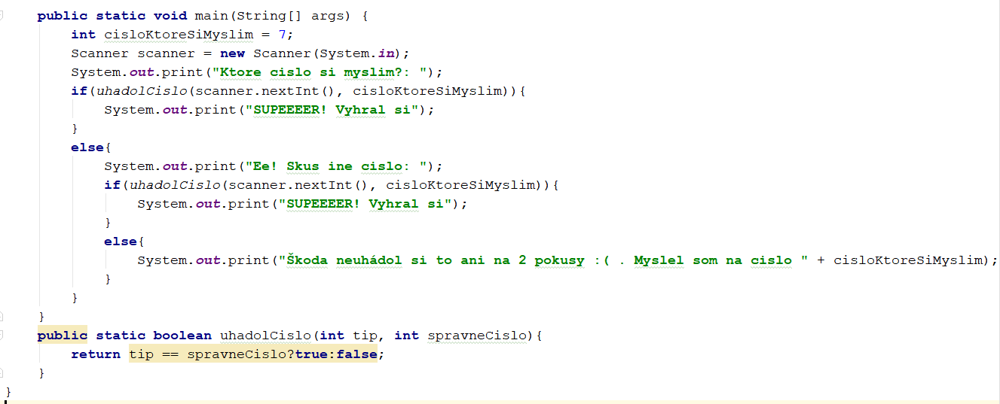 public static void main(String[] args) {
int cisloKtoreSiMyslim = 7;
Scanner scanner = new Scanner(System.in);
System.out.print("Ktore cislo si myslim?: ");
if(uhadolCislo(scanner.nextInt(), cisloKtoreSiMyslim)){
System.out.print("SUPEEEER! Vyhral si");
}
else{
System.out.print("Ee! Skus ine cislo: ");
if(uhadolCislo(scanner.nextInt(), cisloKtoreSiMyslim)){
System.out.print("SUPEEEER! Vyhral si");
}
else{
System.out.print("Škoda neuhádol si to ani na 2 pokusy :( . Myslel som na cislo " + cisloKtoreSiMyslim);
}
}
}
public static boolean uhadolCislo(int tip, int spravneCislo){
return tip == spravneCislo?true:false;
}
}